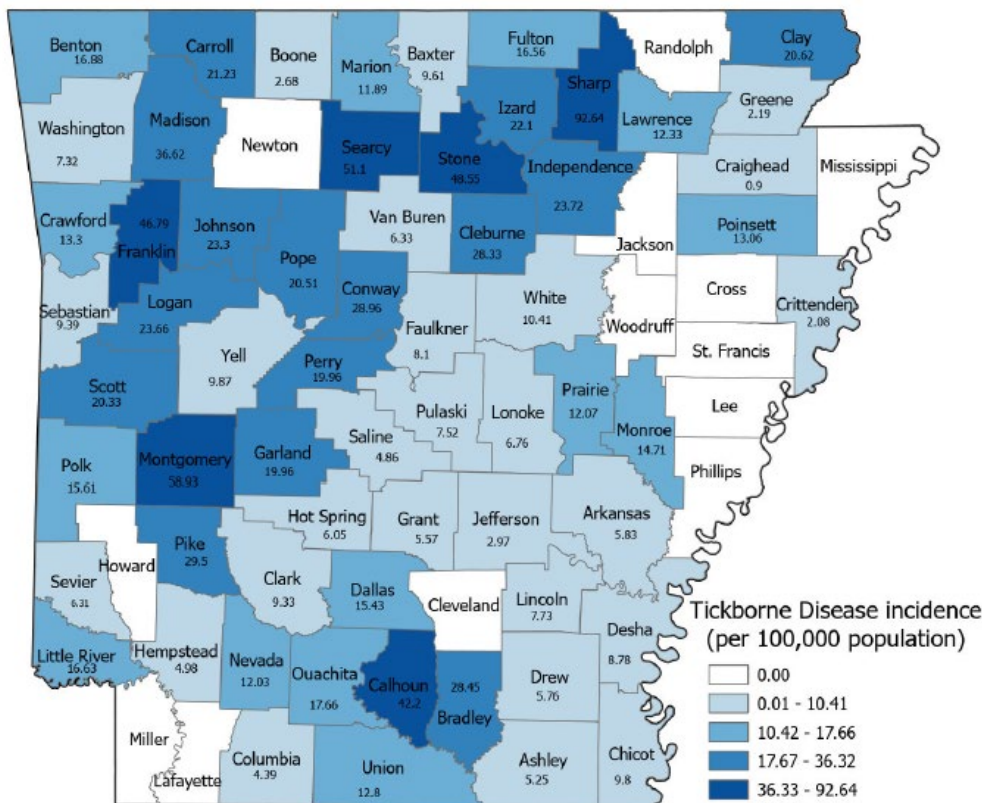 Benton
16.88
Carroll
21.23
Boone
2.68
Marion
11.89
Baxter
9.61
Fulton
16.56
Sharp
92.64
Randolph
Clay
20.62
Washington
7.32
Madison
36.62
Newton
Searcy
51.1
Stone
48.55
Izard
22.1
Independence
23.72
Lawrence
12.33
Greene
2.19
Craighead
0.9
Mississippi
Crawford
13.3
46.79
Franklin
Johnson
23.3
Pope
20.51
Van Buren
6.33
Cleburne
28.33
Jackson
Poinsett
13.06
Sebastian
9.39
Logan
23.66
Conway
28.96
Faulkner
8.1
White
10.41
Woodruff
Cross
Crittenden
2.08
St. Francis
Scott
20.33
Yell
9.87
Perry
19.96
Pulaski
7.52
Lonoke
6.76
Prairie
12.07
Monroe
14.71
Lee
Phillips
Polk
15.61
Montgomery
58.93
Garland
19.96
Saline
4.86
Hot Spring
6.05
Grant
5.57
Jefferson
2.97
Arkansas
5.83
Howard
Pike
29.5
Clark
9.33
Dallas
15.43
Cleveland
Lincoln
7.73
Desha
8.78
Sevier
6.31
Little River
16.63
Hempstead
4.98
Nevada
12.03
Ouachita
17.66
Calhoun
42.2
28.45
Bradley
Drew
5.76
Miller
Lafayette
Columbia
4.39
Union
12.8
Ashley
5.25
Chicot
9.8
Tickborne Disease incidence
(per 100,000 population)
0.00
0.01 - 10.41
10.42 - 17.66
17.67 - 36.32
36.33 - 92.64